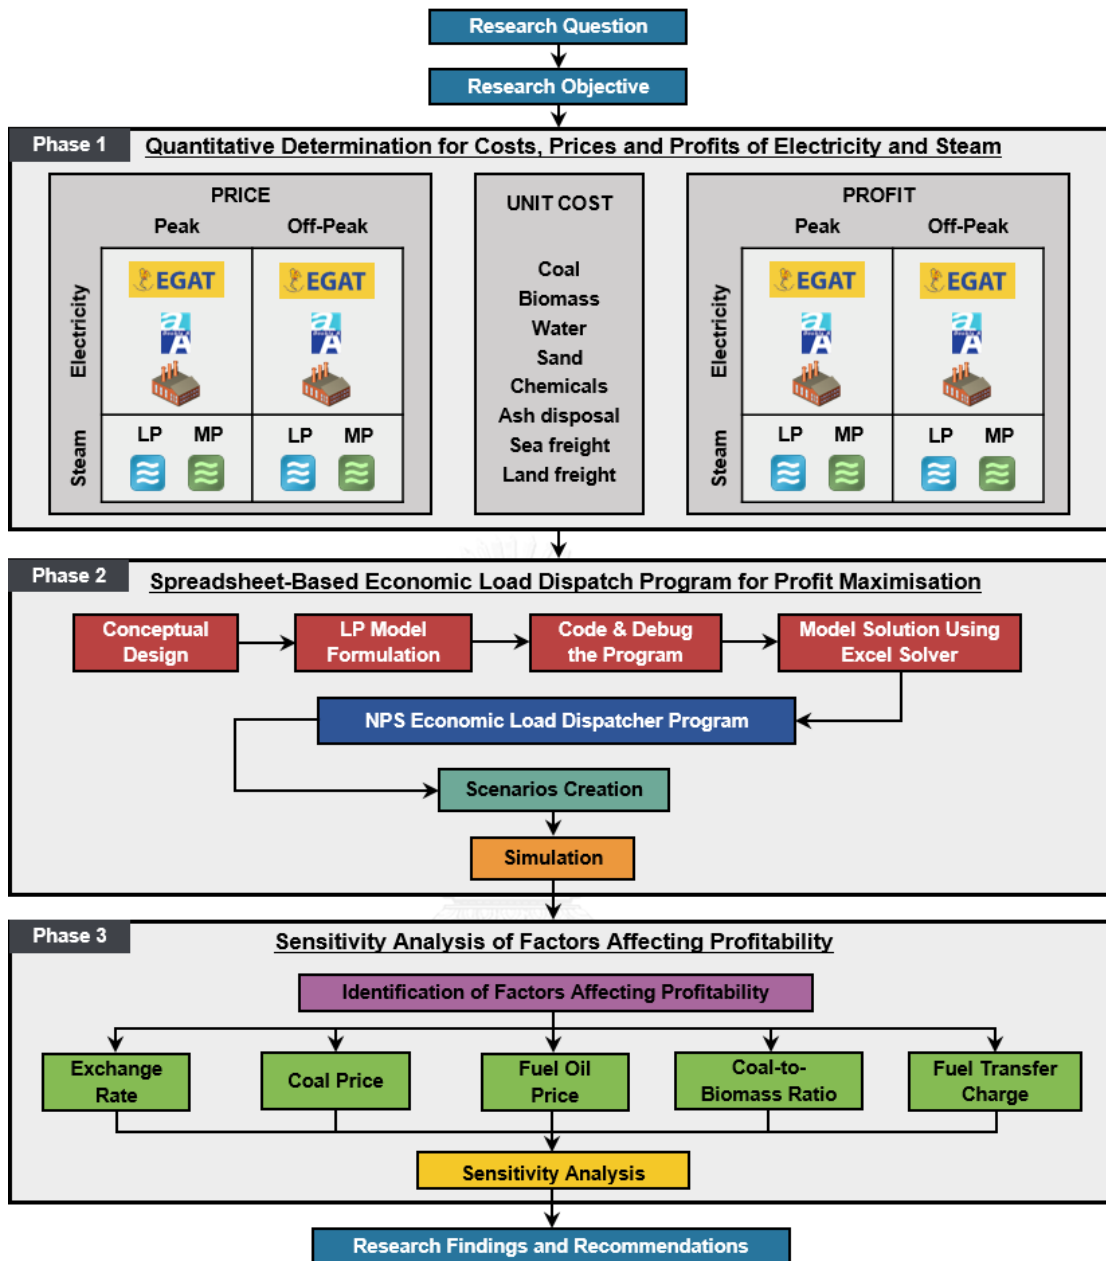 Research Question
Research Objective
Phase 1
Quantitative Determination for Costs, Prices and Profits of Electricity and Steam
PRICE
Peak
Off-Peak
Electricity
EGAT
EGAT
aA
aA
Steam
LP
MP
LP
MP
UNIT COST
Coal
Biomass
Water
Sand
Chemicals
Ash disposal
Sea freight
Land freight
PROFIT
Peak
Off-Peak
Electricity
EGAT
EGAT
aA
aA
Steam
LP
MP
LP
MP
Phase 2
Spreadsheet-Based Economic Load Dispatch Program for Profit Maximisation
Conceptual
Design
LP Model
Formulation
Code & Debug
the Program
Model Solution Using
Excel Solver
NPS Economic Load Dispatcher Program
Scenarios Creation
Simulation
Phase 3
Sensitivity Analysis of Factors Affecting Profitability
Identification of Factors Affecting Profitability
Exchange
Rate
Coal Price
Fuel Oil
Price
Coal-to-
Biomass Ratio
Fuel Transfer
Charge
Sensitivity Analysis
Research Findings and Recommendations